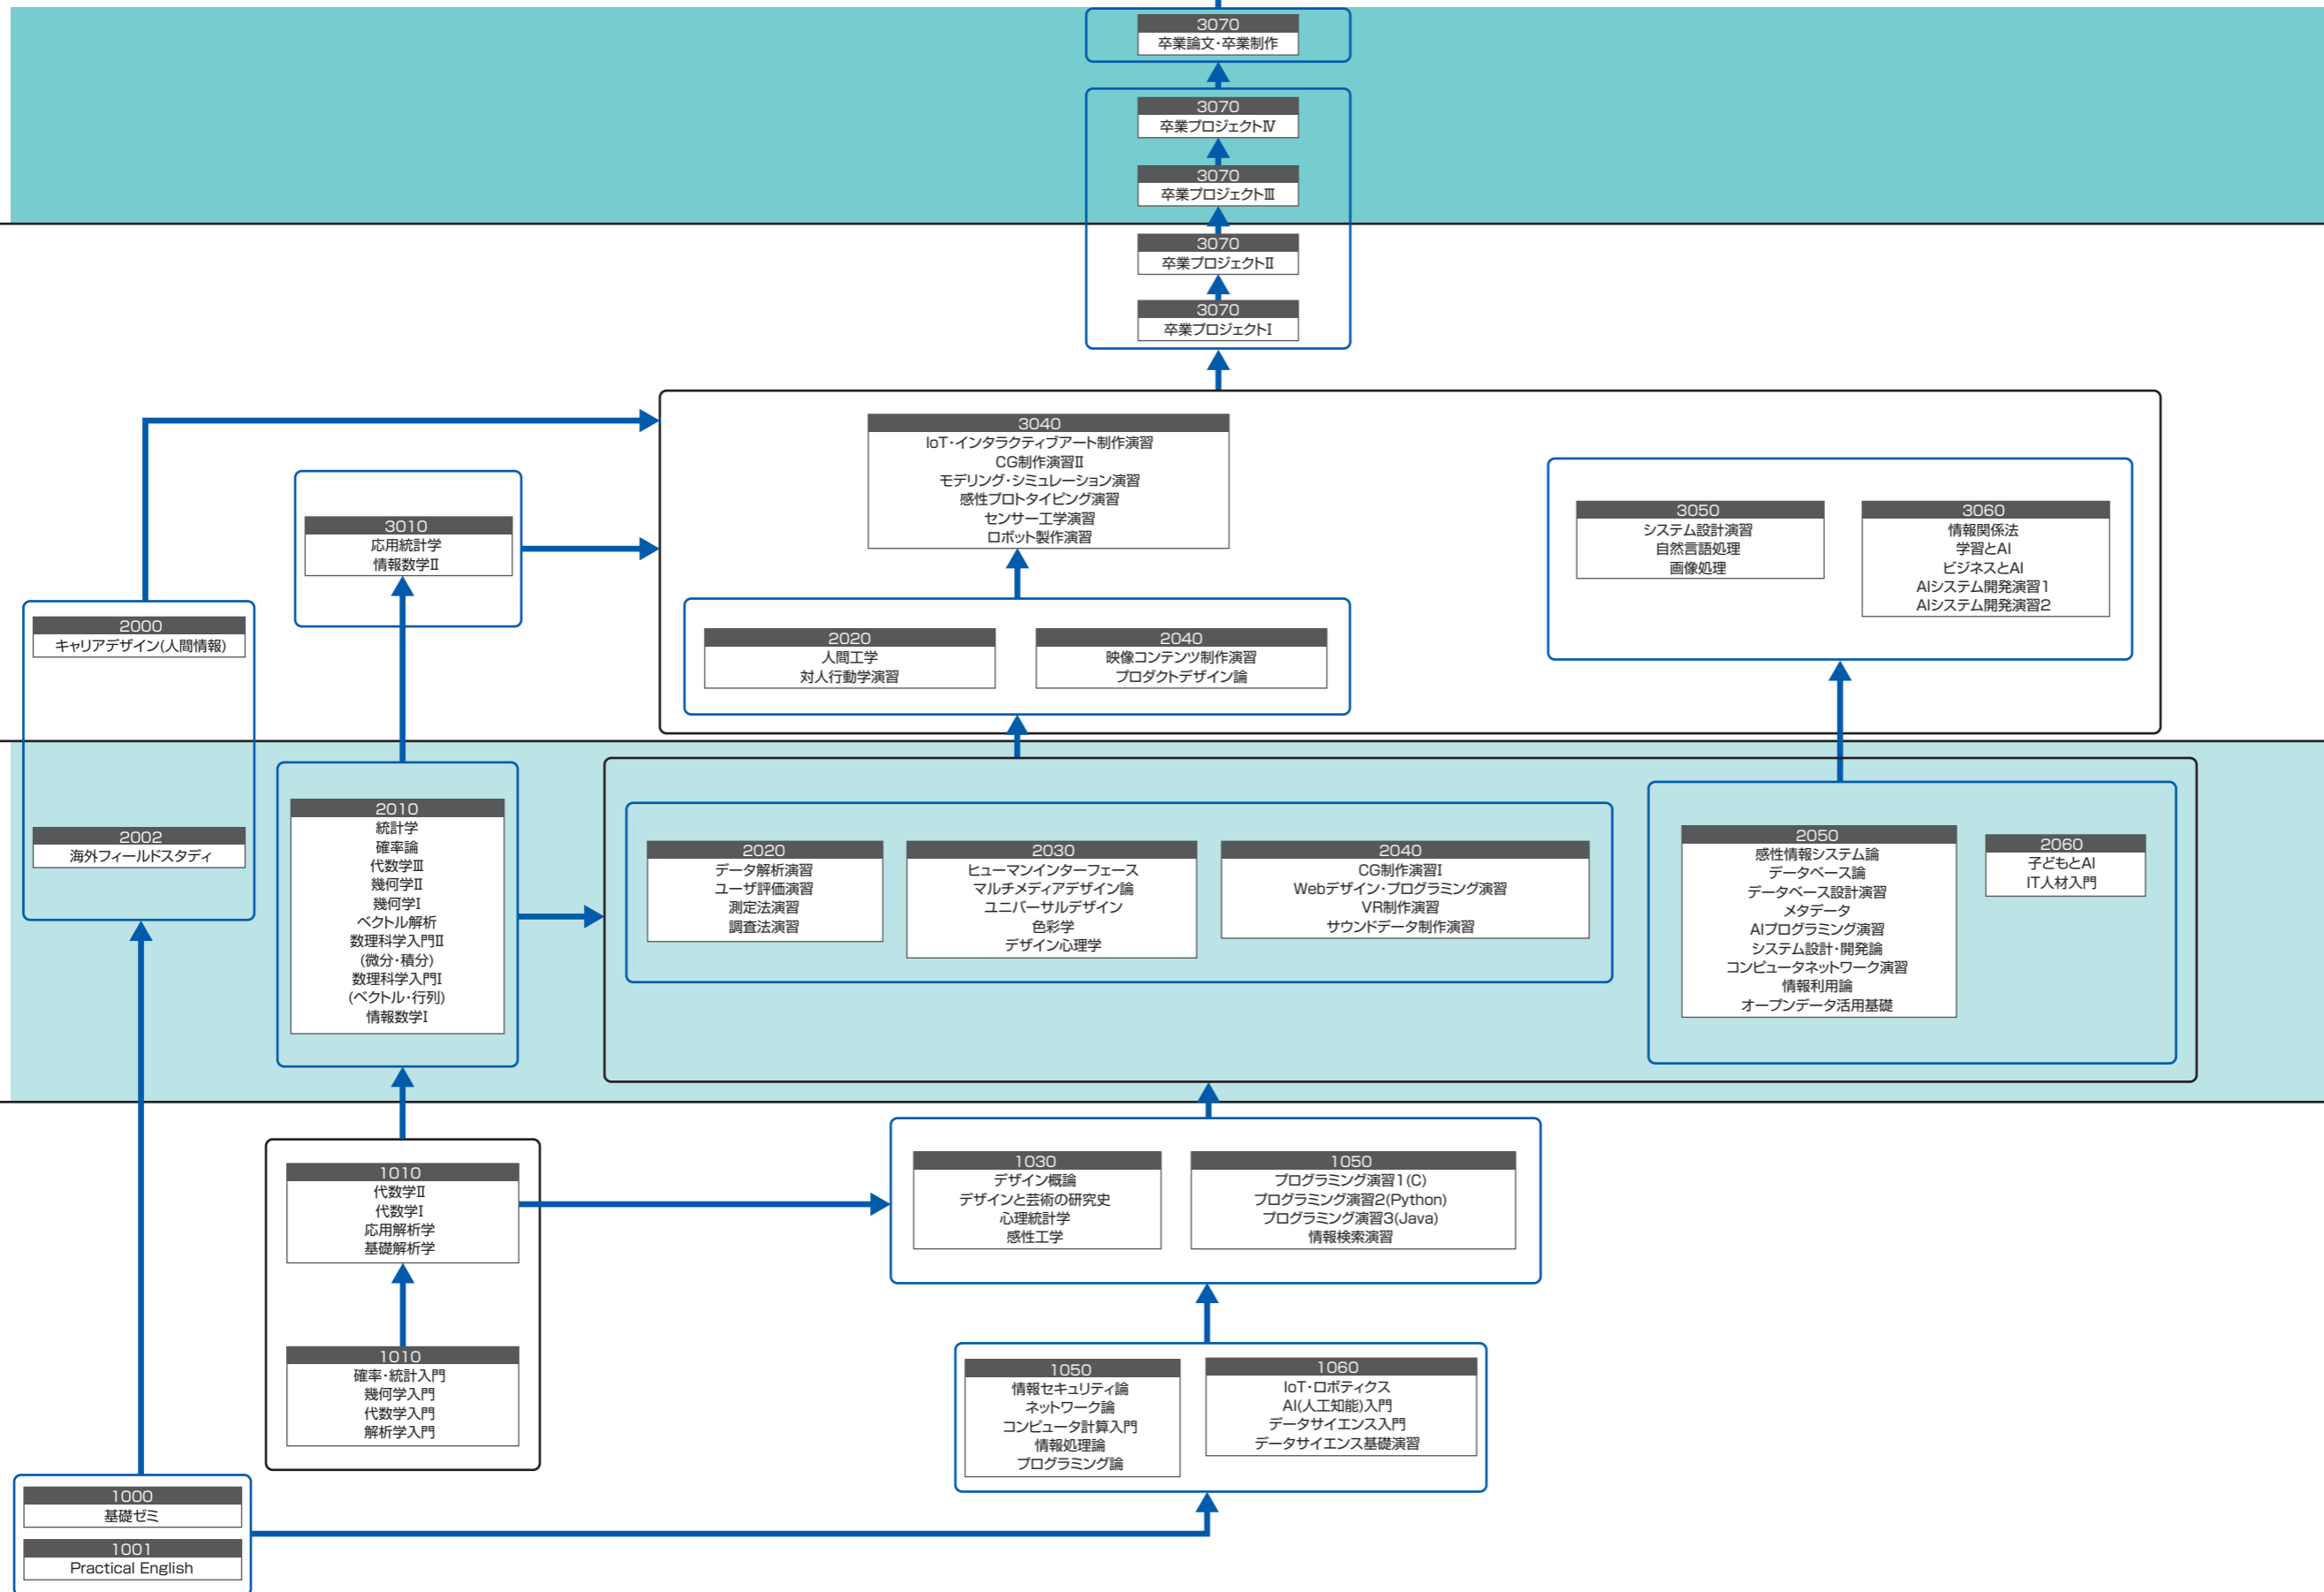 3070
卒業論文・卒業制作
3070
卒業プロジェクトⅣ
3070
卒業プロジェクトⅢ
3070
卒業プロジェクトⅡ
3070
卒業プロジェクトⅠ
3040
IoT・インタラクティブアート制作演習
CG制作演習Ⅱ
モデリング・シミュレーション演習
感性プロトタイピング演習
センサー工学演習
ロボット製作演習
3050
システム設計演習
自然言語処理
画像処理
3060
情報関係法
学習とAI
ビジネスとAI
AIシステム開発演習1
AIシステム開発演習2
3010
応用統計学
情報数学Ⅱ
2000
キャリアデザイン(人間情報)
2020
人間工学
対人行動学演習
2040
映像コンテンツ制作演習
プロダクトデザイン論
2002
海外フィールドスタディ
2010
統計学
確率論
代数学Ⅲ
幾何学Ⅱ
幾何学Ⅰ
ベクトル解析
数理科学入門Ⅱ
(微分・積分)
数理科学入門Ⅰ
(ベクトル・行列)
情報数学Ⅰ
2020
データ解析演習
ユーザ評価演習
測定法演習
調査法演習
2030
ヒューマンインターフェース
マルチメディアデザイン論
ユニバーサルデザイン
色彩学
デザイン心理学
2040
CG制作演習Ⅰ
Webデザイン・プログラミング演習
VR制作演習
サウンドデータ制作演習
2050
感性情報システム論
データベース論
データベース設計演習
メタデータ
AIプログラミング演習
システム設計・開発論
コンピュータネットワーク演習
情報利用論
オープンデータ活用基礎
2060
子どもとAI
IT人材入門
1010
代数学Ⅱ
代数学Ⅰ
応用解析学
基礎解析学
1030
デザイン概論
デザインと芸術の研究史
心理統計学
感性工学
1050
プログラミング演習1(C)
プログラミング演習2(Python)
プログラミング演習3(Java)
情報検索演習
1010
確率・統計入門
幾何学入門
代数学入門
解析学入門
1050
情報セキュリティ論
ネットワーク論
コンピュータ計算入門
情報処理論
プログラミング論
1060
IoT・ロボティクス
AI(人工知能)入門
データサイエンス入門
データサイエンス基礎演習
1000
基礎ゼミ
1001
Practical English